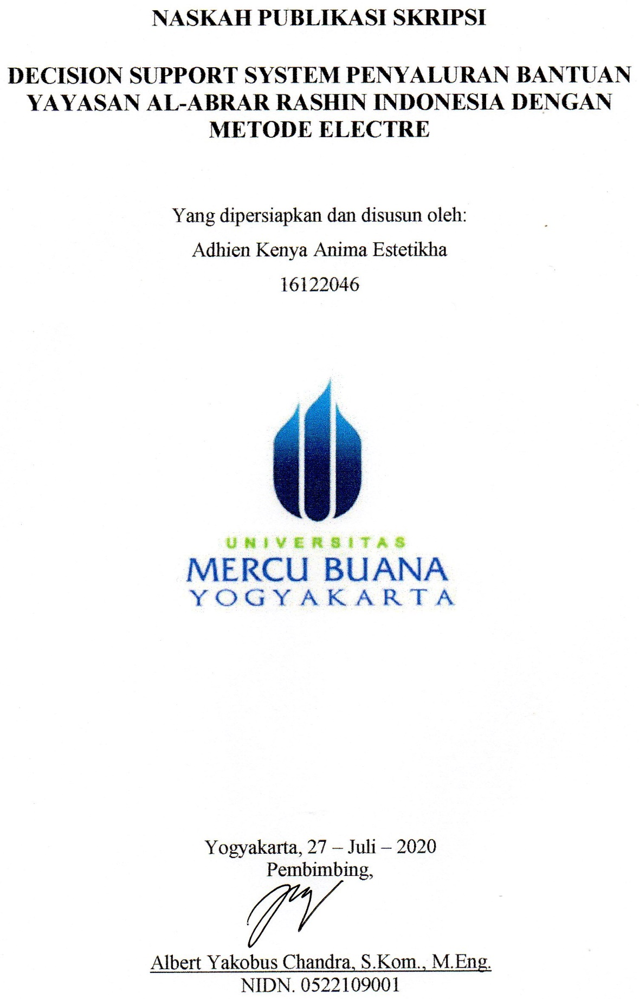 NASKAH PUBLIKASI SKRIPSI
DECISION SUPPORT SYSTEM PENYALURAN BANTUAN
YAYASAN AL-ABRAR RASHIN INDONESIA DENGAN
METODE ELECTRE
Yang dipersiapkan dan disusun oleh:
Adhien Kenya Anima Estetikha
16122046
UNIVERSITAS
MERCU BUANA
YOGYAKARTA
Yogyakarta, 27 – Juli – 2020
Pembimbing,
Albert Yakobus Chandra, S.Kom., M.Eng.
NIDN. 0522109001